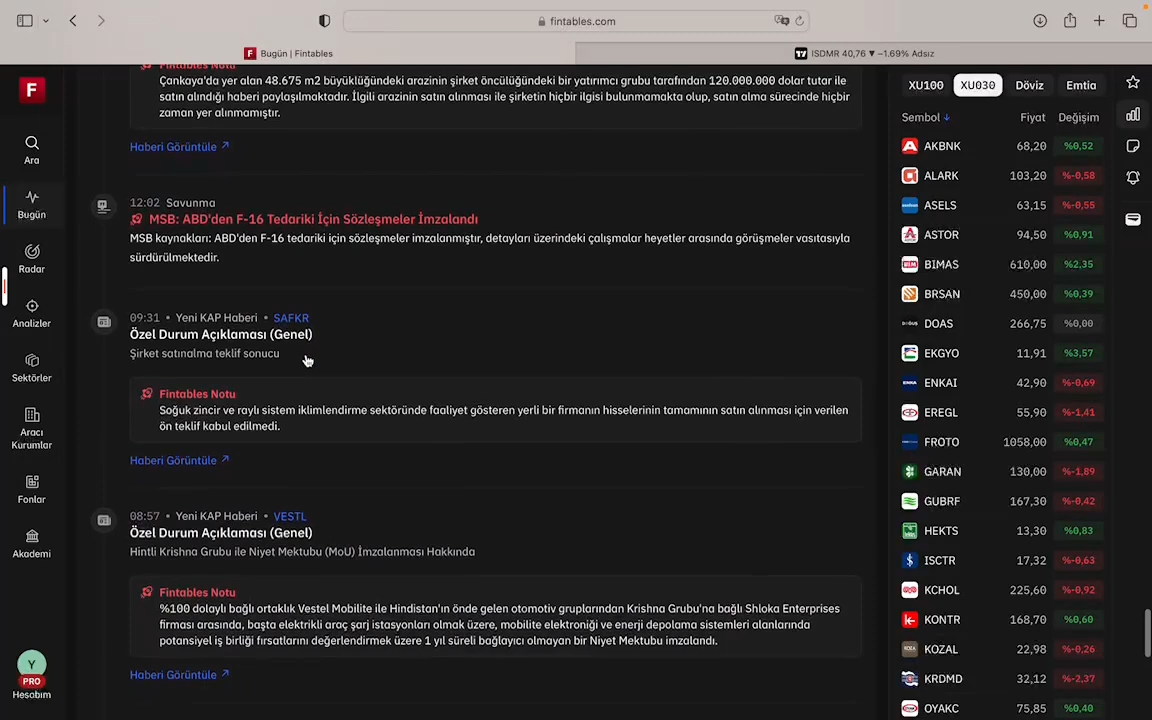 fintables.com
F Bugün | Fintables
ISDMR 40,76 ▼ −1.69% Adsız
F
Ara
Bugün
Radar
Analizler
Sektörler
Aracı
Kurumlar
Fonlar
Akademi
Y
PRO
Hesabım
Fintables Notu
Çankaya'da yer alan 48.675 m2 büyüklüğündeki arazinin şirket öncülüğündeki bir yatırımcı grubu tarafından 120.000.000 dolar tutar ile
satın alındığı haberi paylaşılmaktadır. İlgili arazinin satın alınması ile şirketin hiçbir ilgisi bulunmamakta olup, satın alma sürecinde hiçbir
zaman yer alınmamıştır.
Haberi Görüntüle ↗
12:02 Savunma
MSB: ABD'den F-16 Tedariki İçin Sözleşmeler İmzalandı
MSB kaynakları: ABD'den F-16 tedariki için sözleşmeler imzalanmıştır, detayları üzerindeki çalışmalar heyetler arasında görüşmeler vasıtasıyla
sürdürülmektedir.
09:31 • Yeni KAP Haberi • SAFKR
Özel Durum Açıklaması (Genel)
Şirket satınalma teklif sonucu
Fintables Notu
Soğuk zincir ve raylı sistem iklimlendirme sektöründe faaliyet gösteren yerli bir firmanın hisselerinin tamamının satın alınması için verilen
ön teklif kabul edilmedi.
Haberi Görüntüle ↗
08:57 • Yeni KAP Haberi • VESTL
Özel Durum Açıklaması (Genel)
Hintli Krishna Grubu ile Niyet Mektubu (MoU) İmzalanması Hakkında
Fintables Notu
%100 dolaylı bağlı ortaklık Vestel Mobilite ile Hindistan'ın önde gelen otomotiv gruplarından Krishna Grubu'na bağlı Shloka Enterprises
firması arasında, başta elektrikli araç şarj istasyonları olmak üzere, mobilite elektroniği ve enerji depolama sistemleri alanlarında
potansiyel iş birliği fırsatlarını değerlendirmek üzere 1 yıl süreli bağlayıcı olmayan bir Niyet Mektubu imzalandı.
Haberi Görüntüle ↗
XU100 XU030 Döviz Emtia
Sembol ↓ Fiyat Değişim
AKBNK 68,20 %0,52
ALARK 103,20 %-0,58
ASELS 63,15 %-0,55
ASTOR 94,50 %0,91
BIMAS 610,00 %2,35
BRSAN 450,00 %0,39
DOAS 266,75 %0,00
EKGYO 11,91 %3,57
ENKAI 42,90 %-0,69
EREGL 55,90 %-1,41
FROTO 1058,00 %0,47
GARAN 130,00 %-1,89
GUBRF 167,30 %-0,42
HEKTS 13,30 %0,83
ISCTR 17,32 %-0,63
KCHOL 225,60 %-0,92
KONTR 168,70 %0,60
KOZAL 22,98 %-0,26
KRDMD 32,12 %-2,37
OYAKC 75,85 %0,40